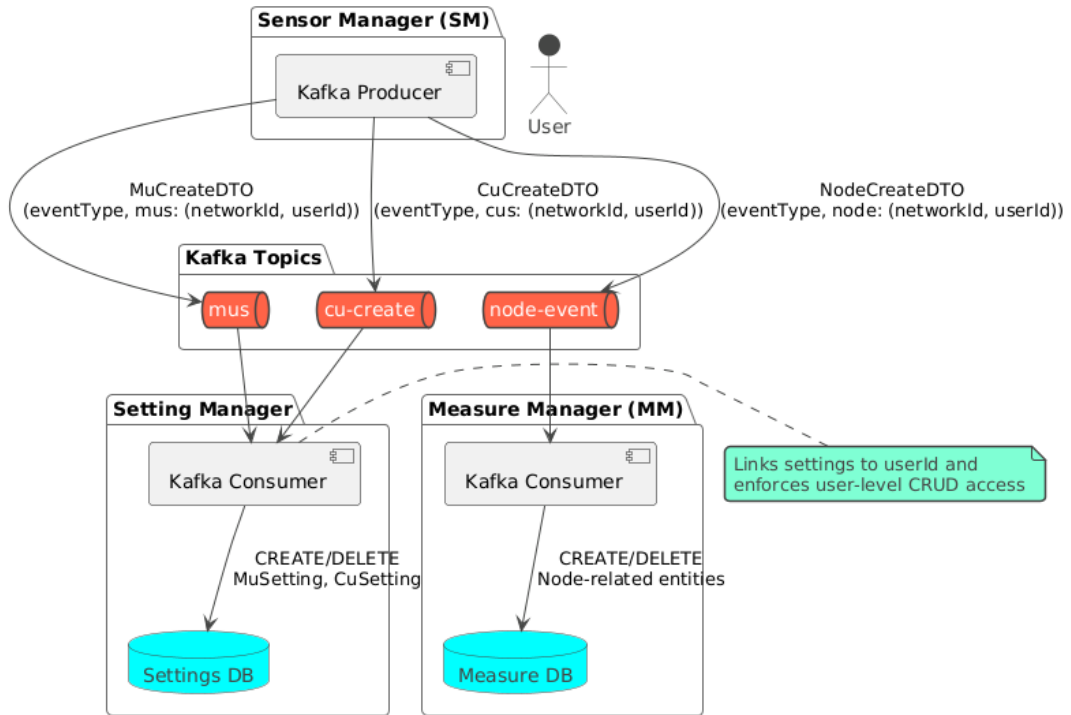 Sensor Manager (SM)
Kafka Producer
User
MuCreateDTO
(eventType, mus: (networkId, userId))
CuCreateDTO
(eventType, cus: (networkId, userId))
NodeCreateDTO
(eventType, node: (networkId, userId))
Kafka Topics
mus
cu-create
node-event
Setting Manager
Kafka Consumer
Measure Manager (MM)
Kafka Consumer
Links settings to userId and
enforces user-level CRUD access
CREATE/DELETE
MuSetting, CuSetting
CREATE/DELETE
Node-related entities
Settings DB
Measure DB